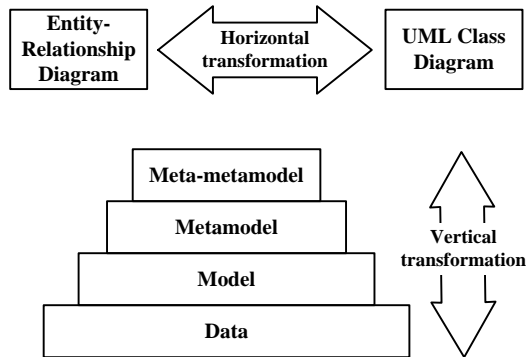 Entity-
Relationship
Diagram
Horizontal
transformation
UML Class
Diagram
Meta-metamodel
Metamodel
Model
Data
Vertical
transformation